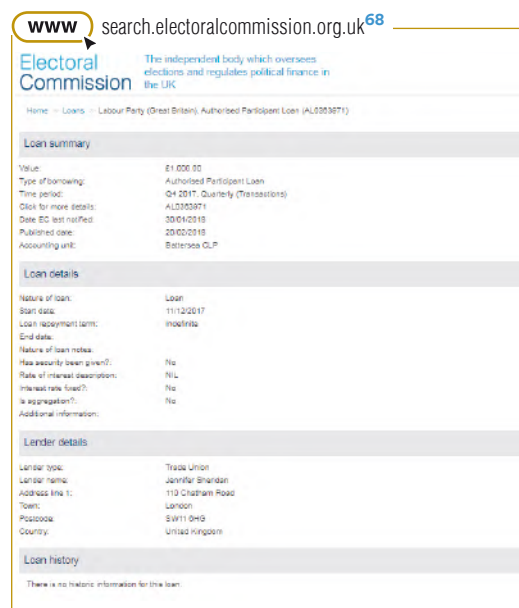 www search.electoralcommission.org.uk68
Electoral Commission
The independent body which oversees
elections and regulates political finance in
the UK
Home Loans Labour Party (Great Britain), Authorised Participant Loan (AL0363971)
Loan summary
Value: £1,000.00
Type of borrowing: Authorised Participant Loan
Time period: Q4 2017, Quarterly (Transactions)
Click for more details: AL0363971
Date EC last notified: 30/01/2018
Published date: 20/02/2018
Accounting unit: Battersea CLP
Loan details
Nature of loan: Loan
Start date: 11/12/2017
Loan repayment term: Indefinite
End date:
Nature of loan notes:
Has security been given?: No
Rate of interest description: NIL
Interest rate fixed?: No
Is aggregation?: No
Additional information:
Lender details
Lender type: Trade Union
Lender name: Jennifer
Address line 1: 110 Chatham Road
Town: London
Postcode: SW11 6HG
Country: United Kingdom
Loan history
There is no historic information for this loan.